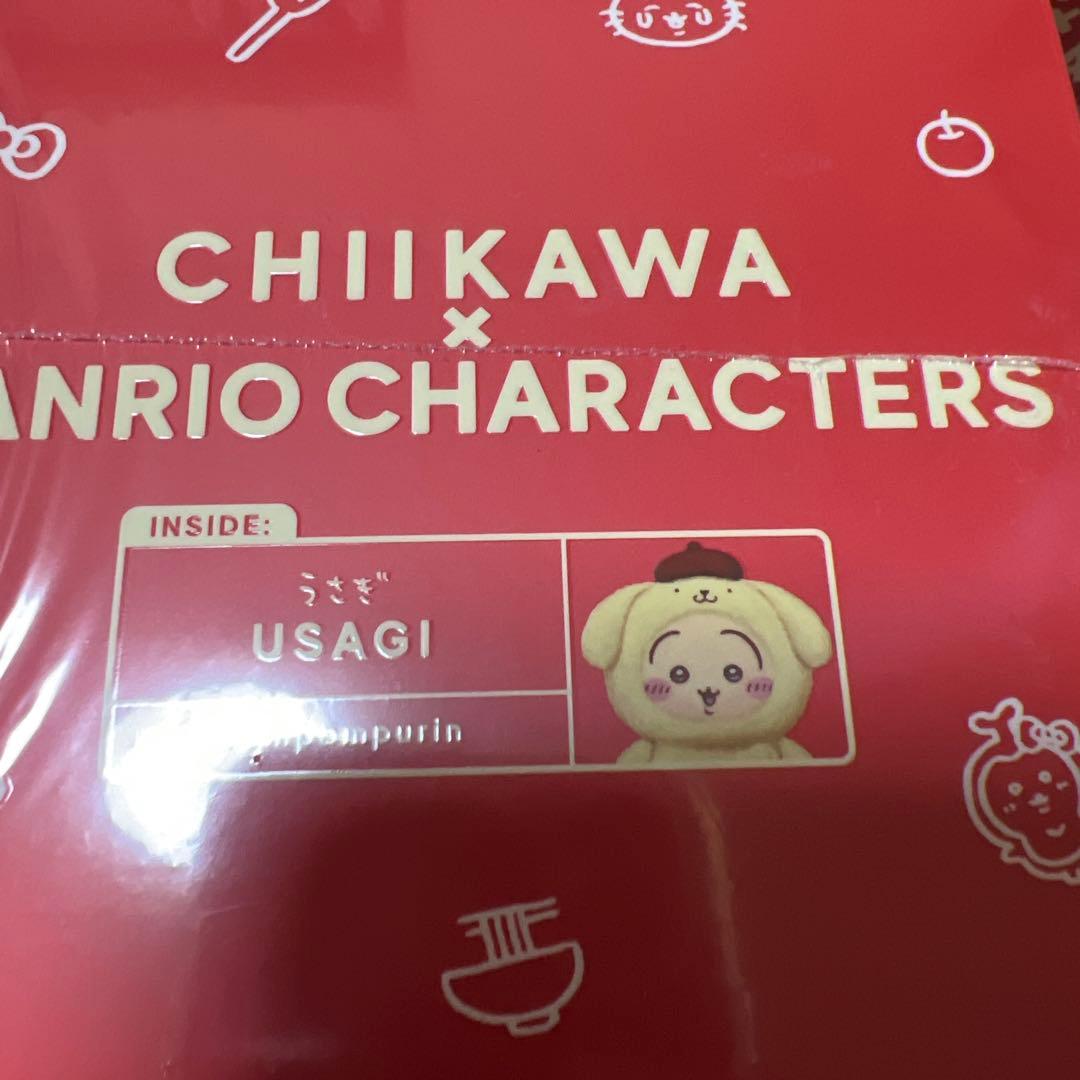 CHIIKAWA
×
ANRIO CHARACTERS
INSIDE:
うさぎ
USAGI